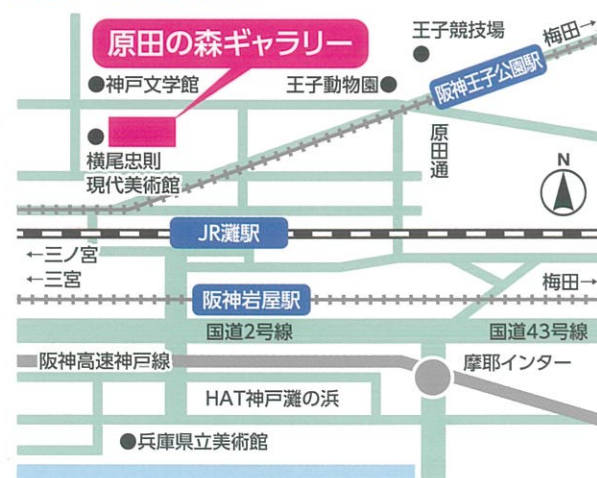 王子競技場
梅田→
原田の森ギャラリー
阪神王子公園駅
●神戸文学館
王子動物園●
原田通
横尾忠則
現代美術館
N
JR灘駅
←三ノ宮
←三宮
梅田→
阪神岩屋駅
国道2号線
国道43号線
阪神高速神戸線
摩耶インター
HAT神戸灘の浜
●兵庫県立美術館